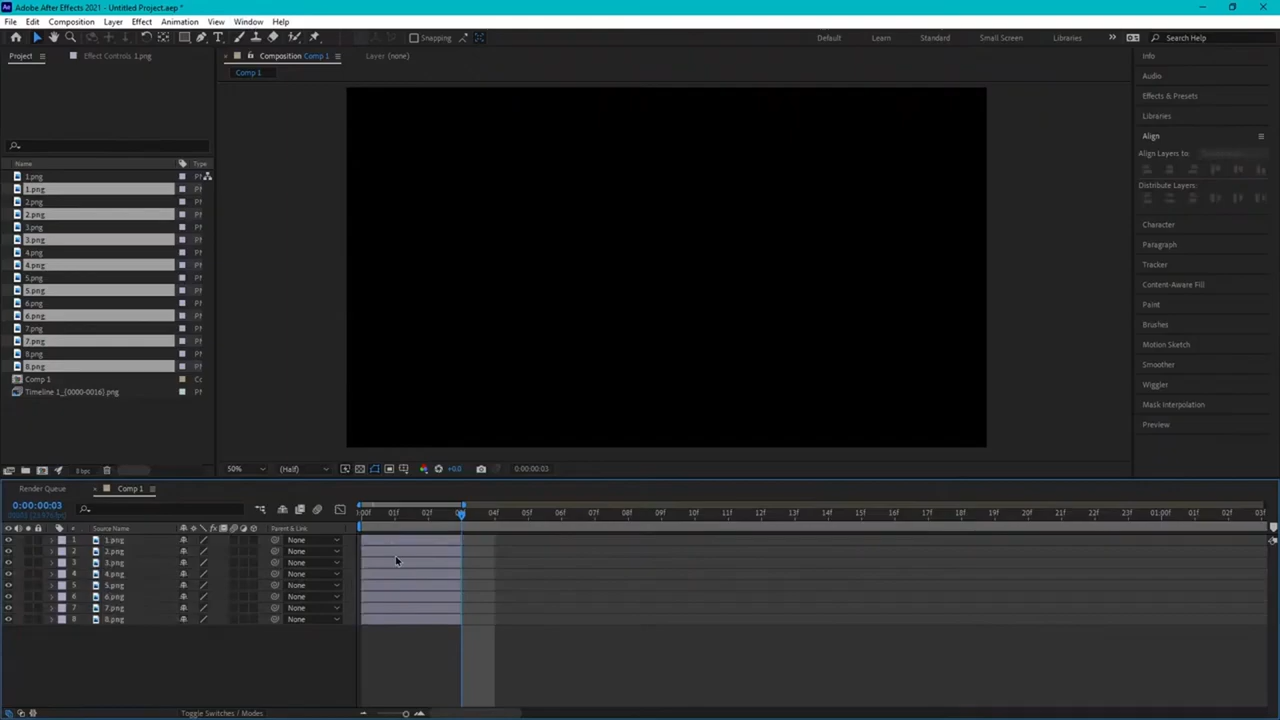 Adobe After Effects 2021 - Untitled Project.aep *
File Edit Composition Layer Effect Animation View Window Help
Snapping
Default Learn Standard Small Screen Libraries Search Help
Project Effect Controls 1.png
Composition Comp 1 Layer (none)
Comp 1
Name Type
1.png
1.png
2.png
2.png
3.png
3.png
4.png
4.png
5.png
5.png
6.png
6.png
7.png
7.png
8.png
8.png
Comp 1
Timeline 1_{0000-0016}.png
8 bpc
50% (Half) +0.0 0:00:00:03
Info
Audio
Effects & Presets
Libraries
Align
Align Layers to:
Distribute Layers:
Character
Paragraph
Tracker
Content-Aware Fill
Paint
Brushes
Motion Sketch
Smoother
Wiggler
Mask Interpolation
Preview
Render Queue Comp 1
0:00:00:03
:00f 01f 02f 04f 05f 06f 07f 08f 09f 10f 11f 12f 13f 14f 15f 16f 17f 18f 19f 20f 21f 22f 23f 01:00f 01f 02f 03f
# Source Name Parent & Link
1 1.png None
2 2.png None
3 3.png None
4 4.png None
5 5.png None
6 6.png None
7 7.png None
8 8.png None
Toggle Switches / Modes